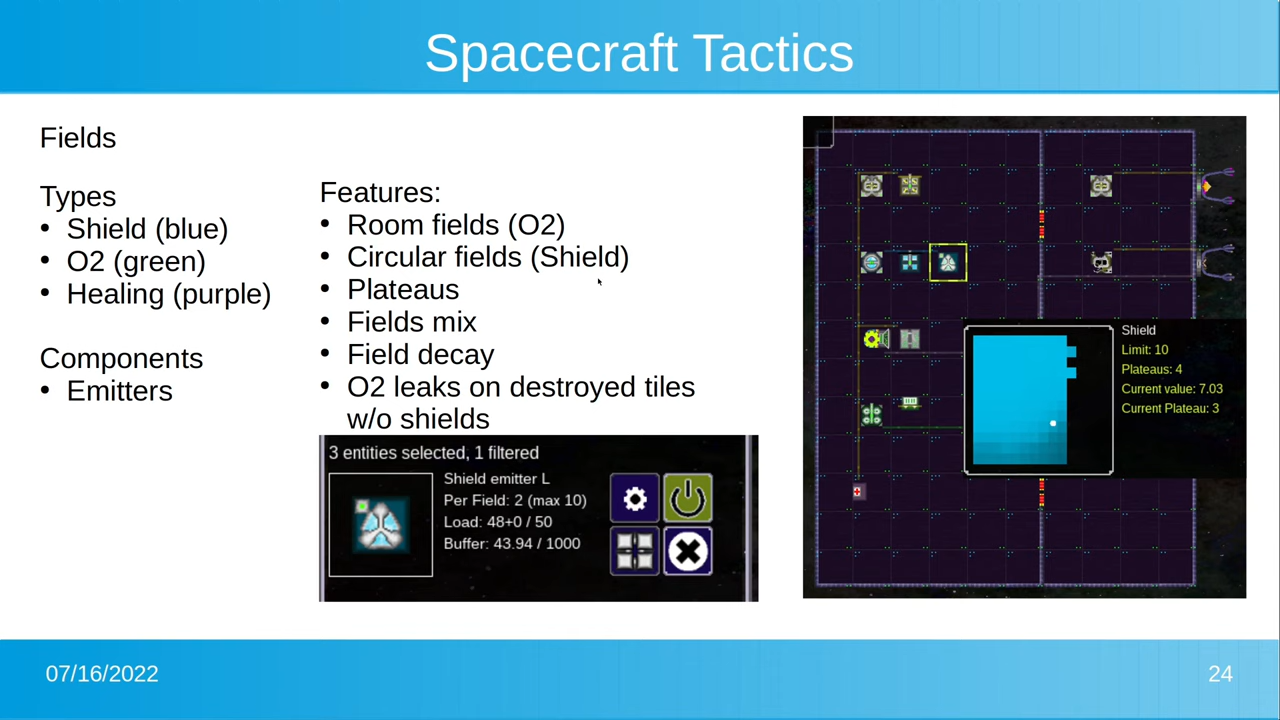 Spacecraft Tactics
Fields
Types
• Shield (blue)
• O2 (green)
• Healing (purple)
Components
• Emitters
Features:
• Room fields (O2)
• Circular fields (Shield)
• Plateaus
• Fields mix
• Field decay
• O2 leaks on destroyed tiles
w/o shields
3 entities selected, 1 filtered
Shield emitter L
Per Field: 2 (max 10)
Load: 48+0 / 50
Buffer: 43.94 / 1000
Shield
Limit: 10
Plateaus: 4
Current value: 7.03
Current Plateau: 3
07/16/2022
24